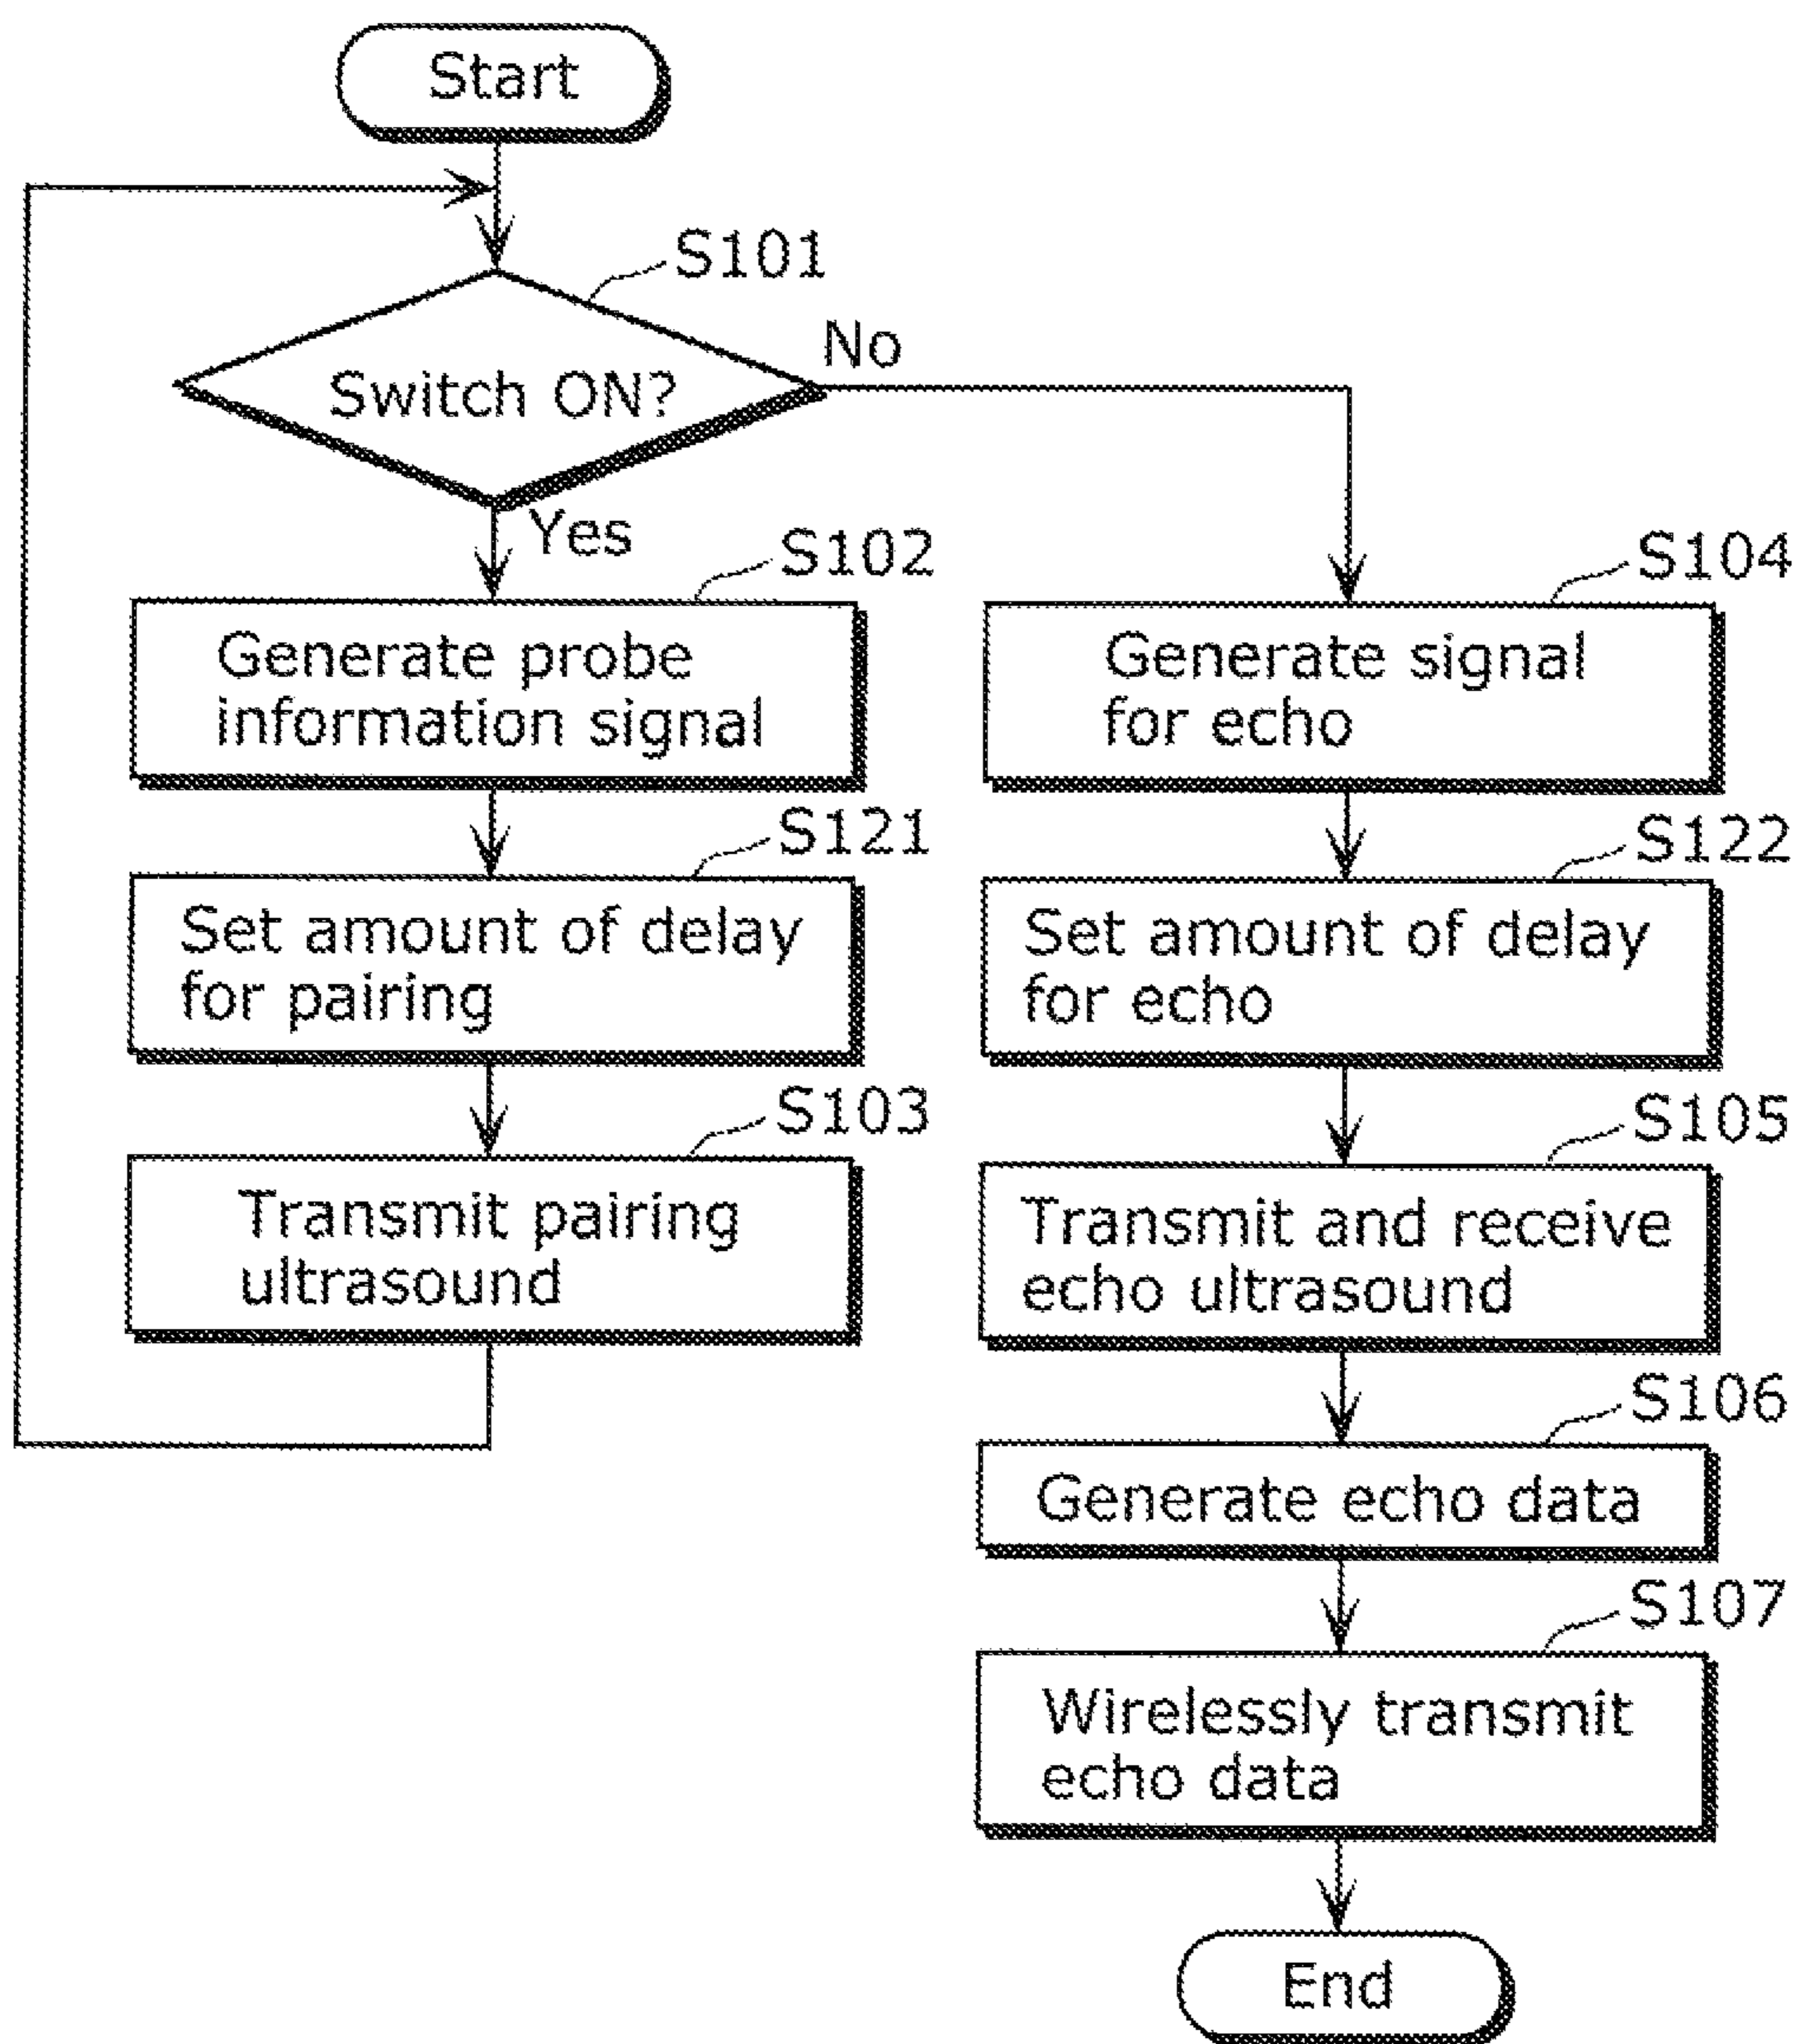 Start
S101
Switch ON?
No
Yes
S102
Generate probe
information signal
S121
Set amount of delay
for pairing
S103
Transmit pairing
ultrasound
S104
Generate signal
for echo
S122
Set amount of delay
for echo
S105
Transmit and receive
echo ultrasound
S106
Generate echo data
S107
Wirelessly transmit
echo data
End